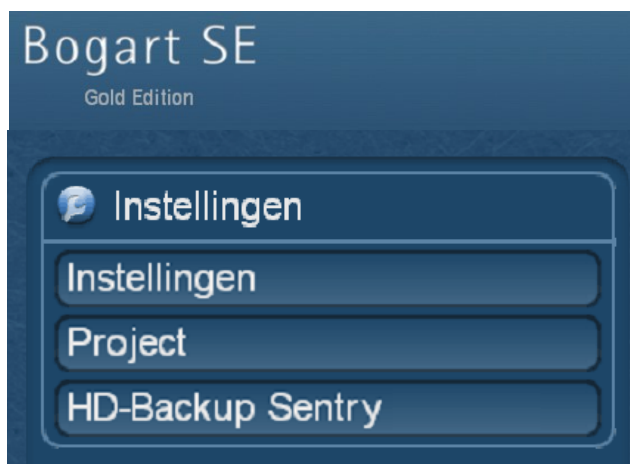 Bogart SE
Gold Edition
Instellingen
Instellingen
Project
HD-Backup Sentry